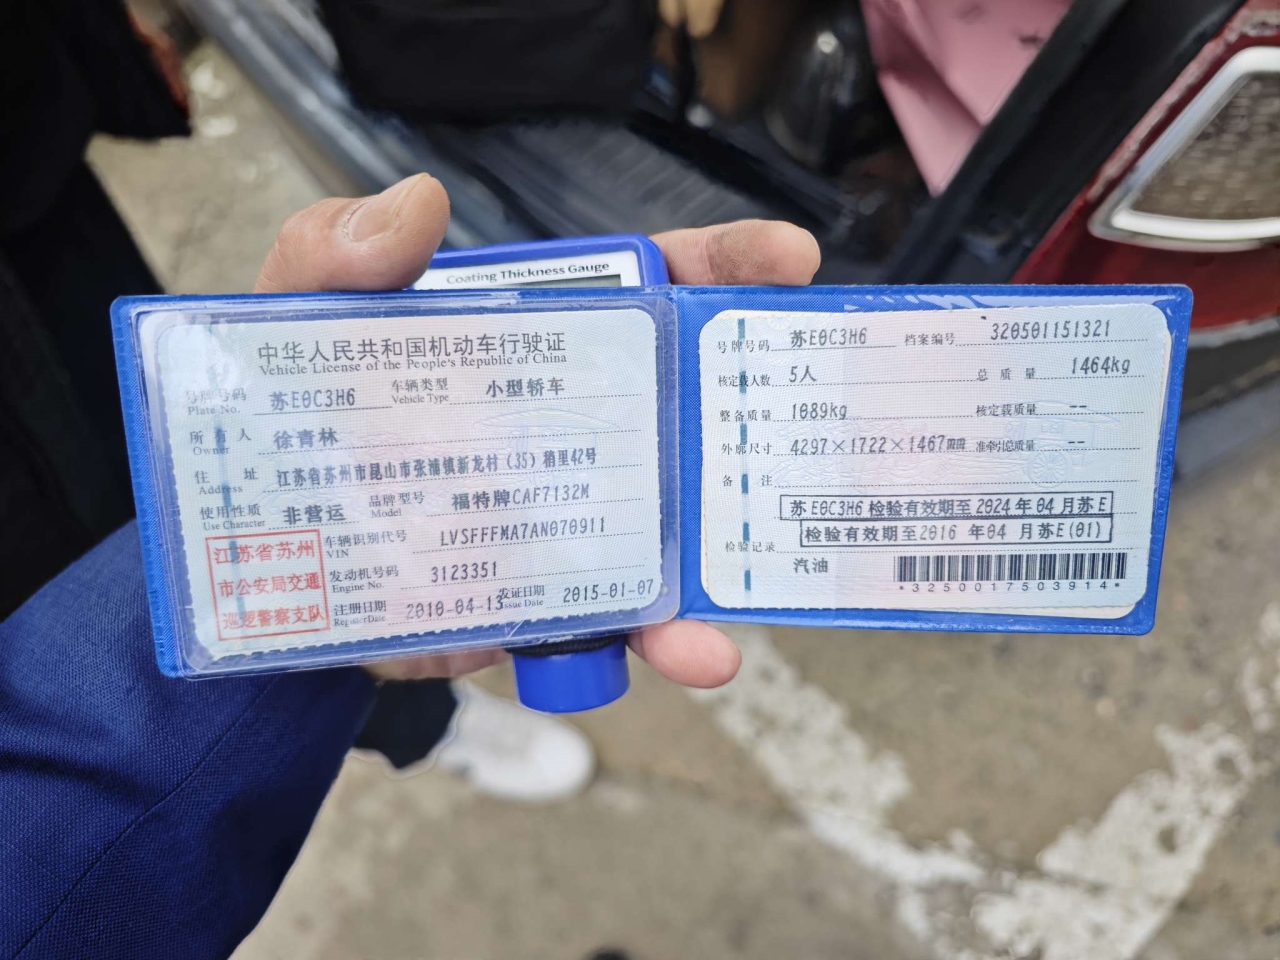 Coating Thickness Gauge
中华人民共和国机动车行驶证
Vehicle License of the People's Republic of China
号牌号码 苏E0C3H6 车辆类型 小型轿车
Plate No. Vehicle Type
所有人 徐青林
Owner
住址 江苏省苏州市昆山市张浦镇新龙村（35）稍里42号
Address
使用性质 非营运 品牌型号 福特牌CAF7132M
Use Character Model
江苏省苏州
市公安局交通
巡逻警察支队
车辆识别代号 LVSFFFMA7AN070911
VIN
发动机号码 3123351
Engine No.
注册日期 2010-04-13 发证日期 2015-01-07
Register Date Issue Date
号牌号码 苏E0C3H6 档案编号 320501151321
核定载人数 5人 总质量 1464kg
整备质量 1089kg 核定载质量 --
外廓尺寸 4297×1722×1467mm 准牵引总质量 --
备注
苏E0C3H6 检验有效期至2024年04月苏E
检验有效期至2016 年04 月苏E(01)
检验记录
汽油
*3250017503914*